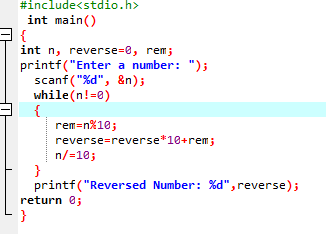 #include<stdio.h>
int main()
{
int n, reverse=0, rem;
printf("Enter a number: ");
scanf("%d", &n);
while(n!=0)
{
rem=n%10;
reverse=reverse*10+rem;
n/=10;
}
printf("Reversed Number: %d",reverse);
return 0;
}